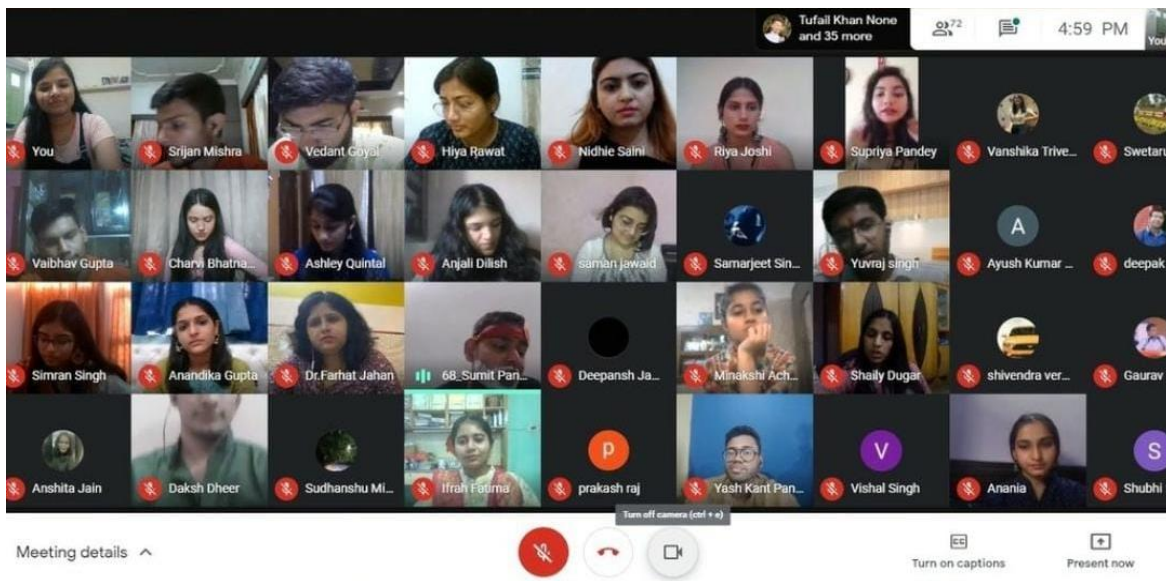 Tufail Khan None
and 35 more
72
4:59 PM
You
You
Srijan Mishra
Vedant Goyal
Hiya Rawat
Nidhie Saini
Riya Joshi
Supriya Pandey
Vanshika Trive...
Swetar
Vaibhav Gupta
Charvi Bhatna...
Ashley Quintal
Anjali Dilish
saman jawaid
Samarjeet Sin...
Yuvraj singh
A
Ayush Kumar ...
deepak
Simran Singh
Anandika Gupta
Dr.Farhat Jahan
68_Sumit Pan...
Deepansh Ja...
Minakshi Ach...
Shaily Dugar
shivendra ver...
Gaurav
Anshita Jain
Daksh Dheer
Sudhanshu Mi...
Ifrah Fatima
p
prakash raj
Yash Kant Pan...
V
Vishal Singh
Anania
S
Shubhi
Turn off camera (ctrl + e)
Meeting details
CC
Turn on captions
Present now